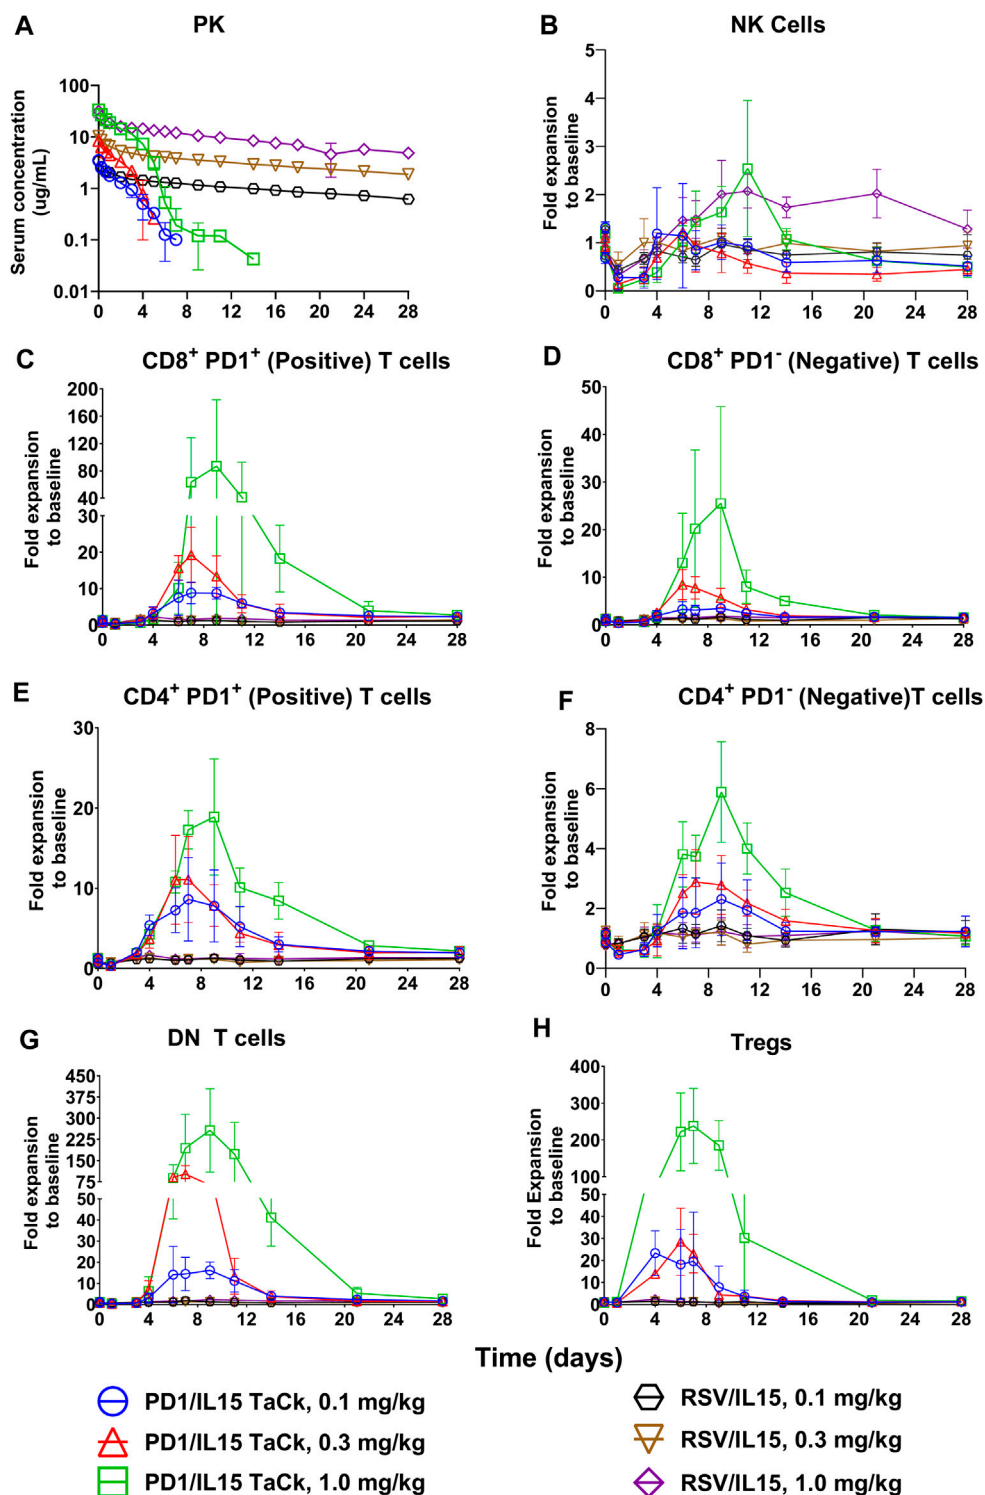 A PK
Serum concentration
(ug/mL)
100
10
1
0.1
0.01
0 4 8 12 16 20 24 28
B NK Cells
Fold expansion
to baseline
5
4
3
2
1
0
0 4 8 12 16 20 24 28
C CD8+ PD1+ (Positive) T cells
Fold expansion
to baseline
200
160
120
80
40
30
20
10
0
0 4 8 12 16 20 24 28
D CD8+ PD1- (Negative) T cells
Fold expansion
to baseline
50
40
30
20
10
0
0 4 8 12 16 20 24 28
E CD4+ PD1+ (Positive) T cells
Fold expansion
to baseline
30
20
10
0
0 4 8 12 16 20 24 28
F CD4+ PD1- (Negative)T cells
Fold expansion
to baseline
8
6
4
2
0
0 4 8 12 16 20 24 28
G DN T cells
Fold expansion
to baseline
450
375
300
225
150
75
50
40
30
20
10
0
0 4 8 12 16 20 24 28
H Tregs
Fold Expansion
to baseline
400
300
200
100
50
40
30
20
10
0
0 4 8 12 16 20 24 28
Time (days)
PD1/IL15 TaCk, 0.1 mg/kg
PD1/IL15 TaCk, 0.3 mg/kg
PD1/IL15 TaCk, 1.0 mg/kg
RSV/IL15, 0.1 mg/kg
RSV/IL15, 0.3 mg/kg
RSV/IL15, 1.0 mg/kg